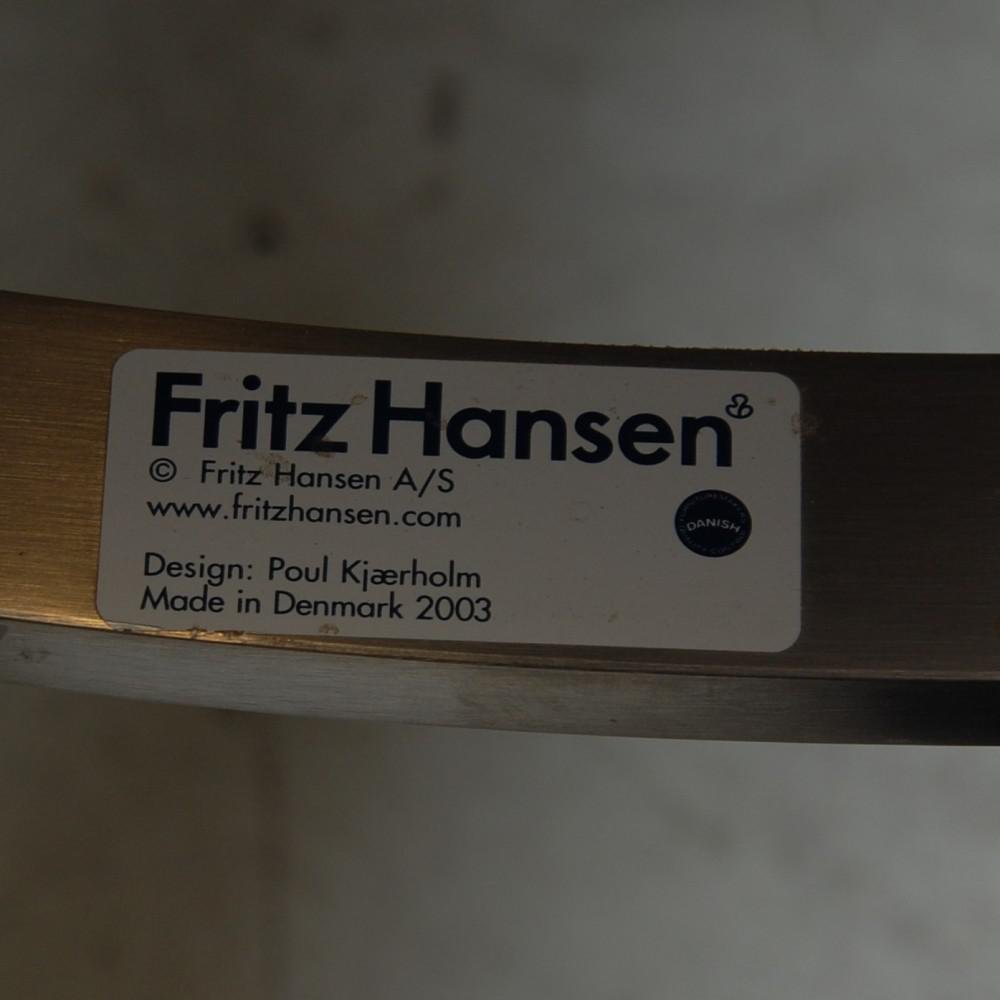 Fritz Hansen
© Fritz Hansen A/S
www.fritzhansen.com
DANISH
Design: Poul Kjærholm
Made in Denmark 2003